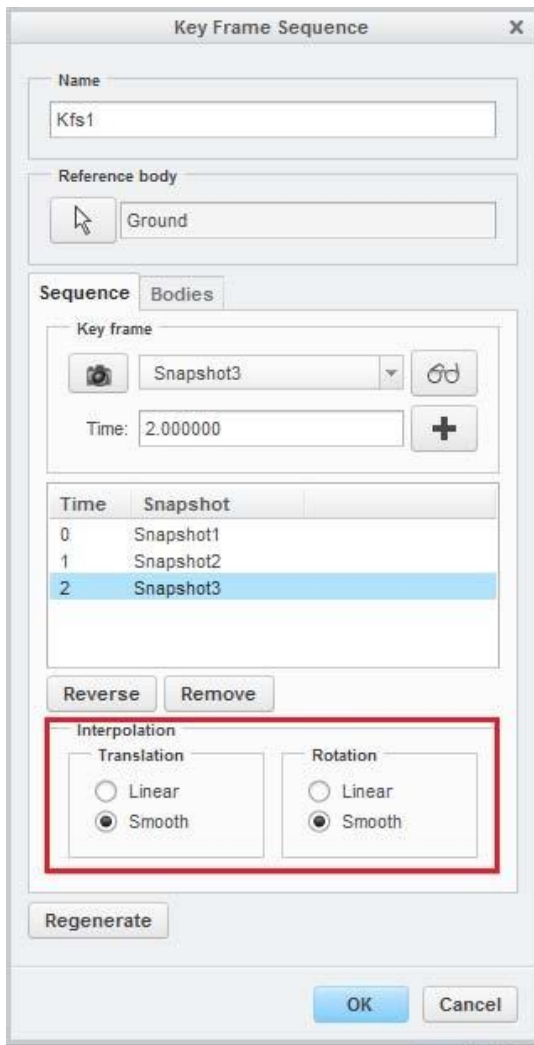 Key Frame Sequence
Name
Kfs1
Reference body
Ground
Sequence Bodies
Key frame
Snapshot3
Time: 2.000000
Time Snapshot
0 Snapshot1
1 Snapshot2
2 Snapshot3
Reverse Remove
Interpolation
Translation Rotation
Linear Linear
Smooth Smooth
Regenerate
OK Cancel